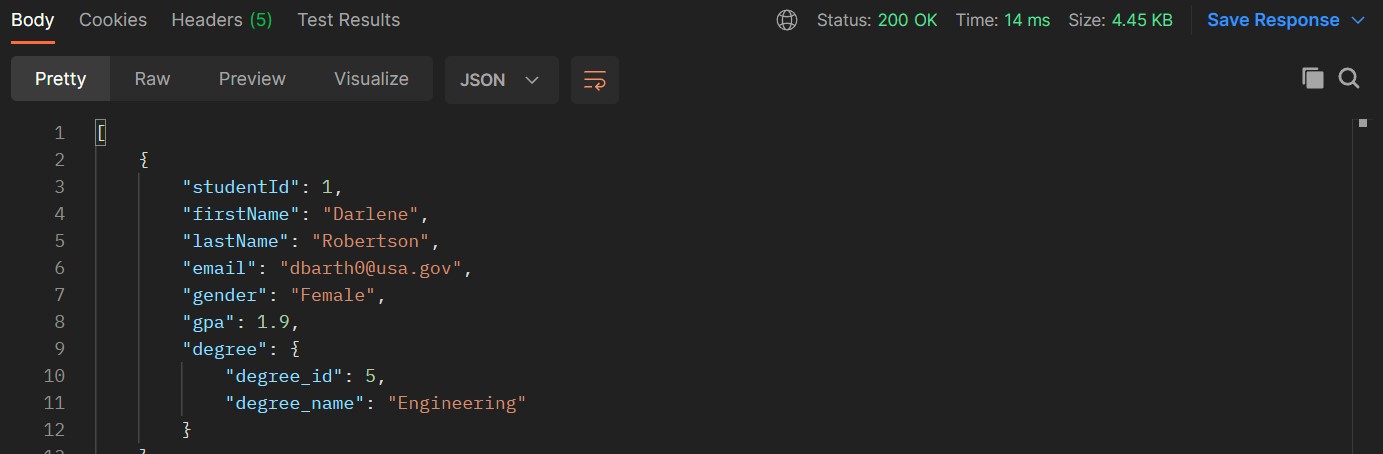 Body Cookies Headers (5) Test Results Status: 200 OK Time: 14 ms Size: 4.45 KB Save Response
Pretty Raw Preview Visualize JSON
1 [
2 {
3 "studentId": 1,
4 "firstName": "Darlene",
5 "lastName": "Robertson",
6 "email": "dbarth0@usa.gov",
7 "gender": "Female",
8 "gpa": 1.9,
9 "degree": {
10 "degree_id": 5,
11 "degree_name": "Engineering"
12 }